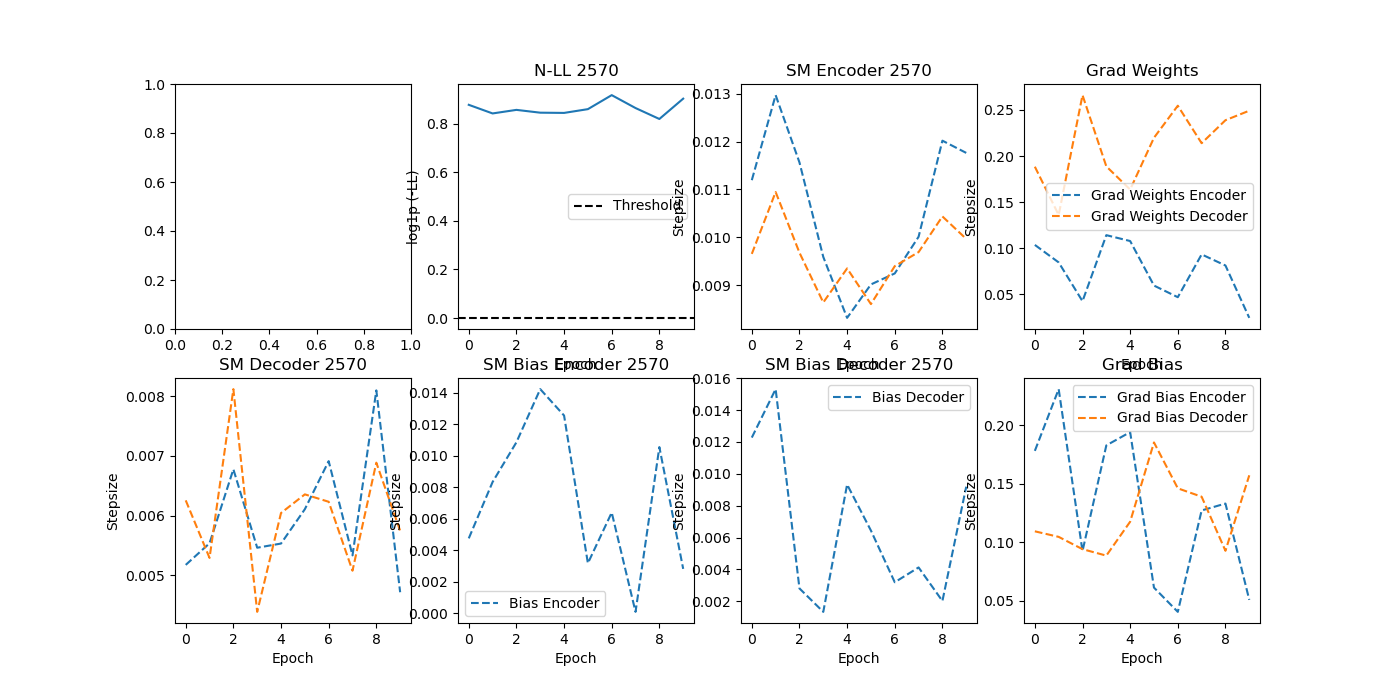 N-LL 2570
SM Encoder 2570
Grad Weights
1.0
0.8
0.6
0.4
0.2
0.0
0.0 0.2 0.4 0.6 0.8 1.0
log1p (-LL)
0.8
0.6
0.4
0.2
0.0
Threshold
0 2 4 6 8
Epoch
Stepsize
0.013
0.012
0.011
0.010
0.009
0 2 4 6 8
Epoch
Stepsize
0.25
0.20
0.15
0.10
0.05
Grad Weights Encoder
Grad Weights Decoder
0 2 4 6 8
Epoch
SM Decoder 2570
SM Bias Encoder 2570
SM Bias Decoder 2570
Grad Bias
Stepsize
0.008
0.007
0.006
0.005
0 2 4 6 8
Epoch
Stepsize
0.014
0.012
0.010
0.008
0.006
0.004
0.002
0.000
Bias Encoder
0 2 4 6 8
Epoch
Stepsize
0.016
0.014
0.012
0.010
0.008
0.006
0.004
0.002
Bias Decoder
0 2 4 6 8
Epoch
Stepsize
0.20
0.15
0.10
0.05
Grad Bias Encoder
Grad Bias Decoder
0 2 4 6 8
Epoch